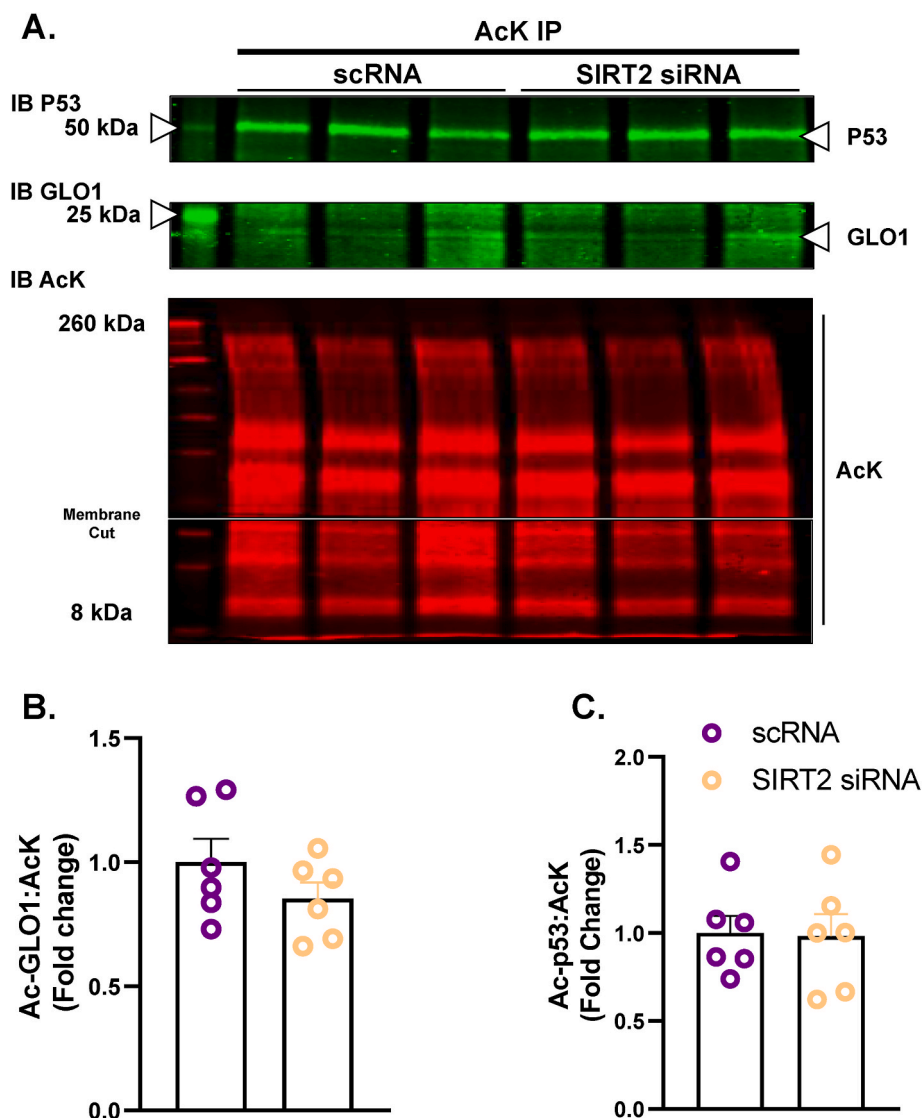 A.
AcK IP
scRNA SIRT2 siRNA
IB P53
50 kDa P53
IB GLO1
25 kDa GLO1
IB AcK
260 kDa
AcK
Membrane
Cut
8 kDa
B. C.
scRNA
SIRT2 siRNA
Ac-GLO1:AcK
(Fold change)
1.5
1.0
0.5
0.0
Ac-p53:AcK
(Fold Change)
2.0
1.5
1.0
0.5
0.0